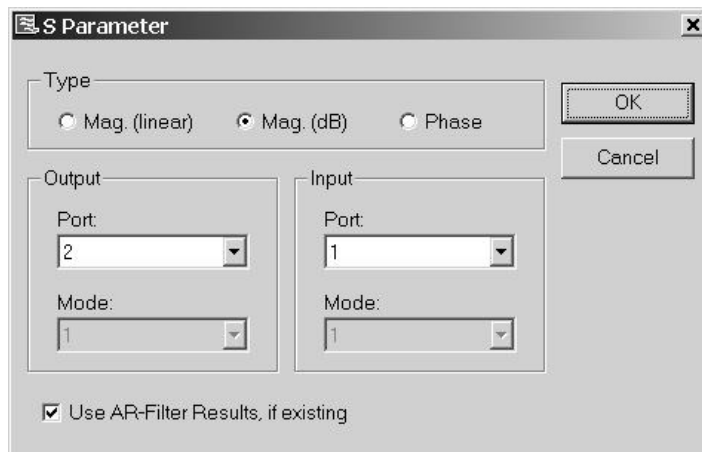 S Parameter
Type
Mag. (linear) Mag. (dB) Phase
OK
Cancel
Output
Port:
2
Mode:
1
Input
Port:
1
Mode:
1
Use AR-Filter Results, if existing